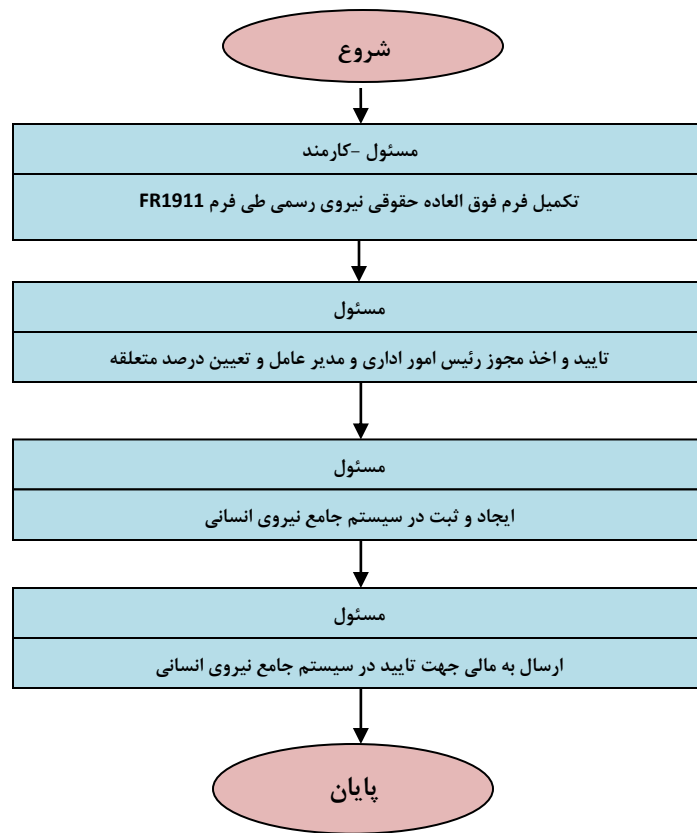 شروع
مسئول –کارمند
تکمیل فرم فوق العاده حقوقی نیروی رسمی طی فرم FR1911
مسئول
تایید و اخذ مجوز رئیس امور اداری و مدیر عامل و تعیین درصد متعلقه
مسئول
ایجاد و ثبت در سیستم جامع نیروی انسانی
مسئول
ارسال به مالی جهت تایید در سیستم جامع نیروی انسانی
پایان